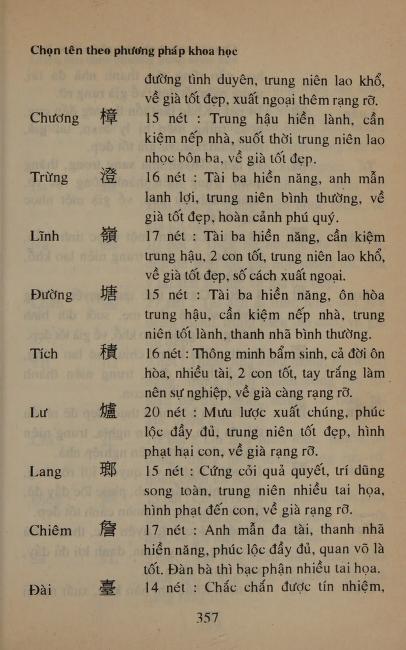 Chọn tên theo phương pháp khoa học
đường tình duyên, trung niên lao khổ,
về già tốt đẹp, xuất ngoại thêm rạng rỡ.
Chương 樟 15 nét : Trung hậu hiền lành, cần
kiệm nếp nhà, suốt thời trung niên lao
nhọc bôn ba, về già tốt đẹp.
Trừng 澄 16 nét : Tài ba hiền năng, anh mẫn
lanh lợi, trung niên bình thường, về
già tốt đẹp, hoàn cảnh phú quý.
Lĩnh 嶺 17 nét : Tài ba hiền năng, cần kiệm
trung hậu, 2 con tốt, trung niên lao khổ,
về già tốt đẹp, số cách xuất ngoại.
Đường 塘 15 nét : Tài ba hiền năng, ôn hòa
trung hậu, cần kiệm nếp nhà, trung
niên tốt lành, thanh nhã bình thường.
Tích 積 16 nét : Thông minh bẩm sinh, cả đời ôn
hòa, nhiều tài, 2 con tốt, tay trắng làm
nên sự nghiệp, về già càng rạng rỡ.
Lư 爐 20 nét : Mưu lược xuất chúng, phúc
lộc đầy đủ, trung niên tốt đẹp, hình
phạt hại con, về già rạng rỡ.
Lang 瑯 15 nét : Cứng cỏi quả quyết, trí dũng
song toàn, trung niên nhiều tai họa,
hình phạt đến con, về già rạng rỡ.
Chiêm 詹 17 nét : Anh mẫn đa tài, thanh nhã
hiền năng, phúc lộc đầy đủ, quan võ là
tốt. Đàn bà thì bạc phận nhiều tai họa.
Đài 臺 14 nét : Chắc chắn được tín nhiệm,
357